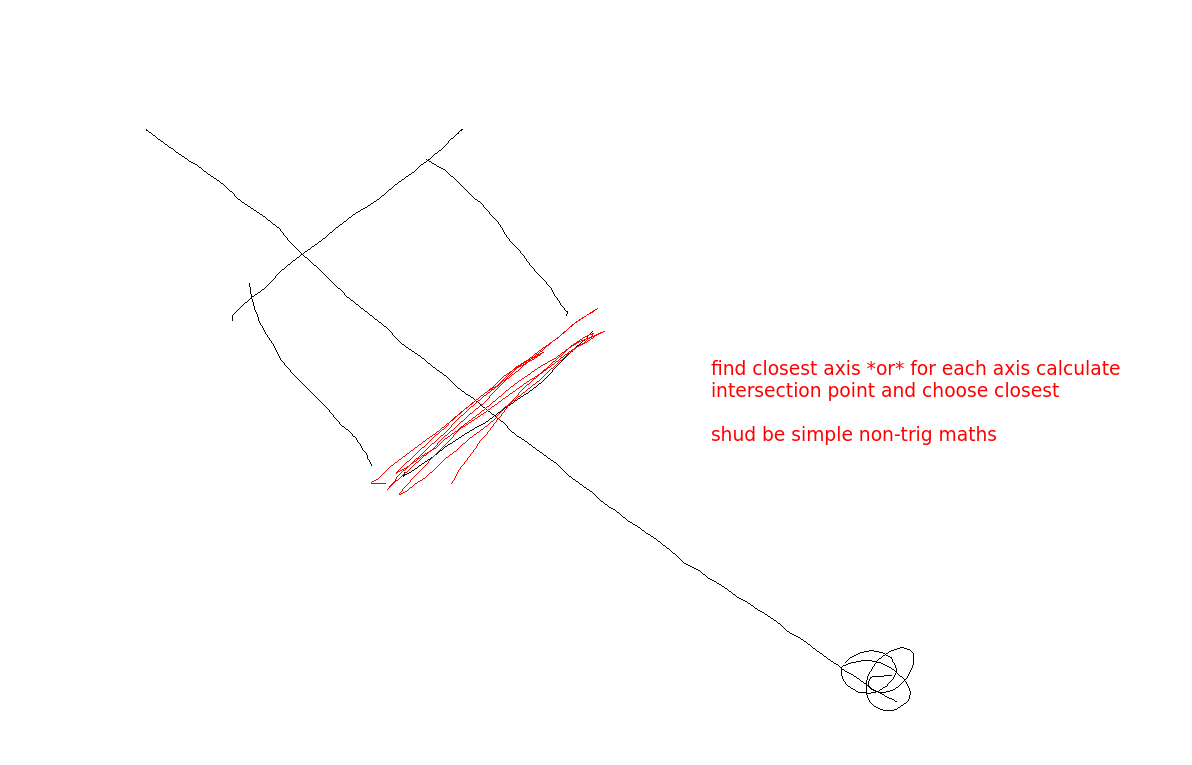 find closest axis *or* for each axis calculate
intersection point and choose closest
shud be simple non-trig maths